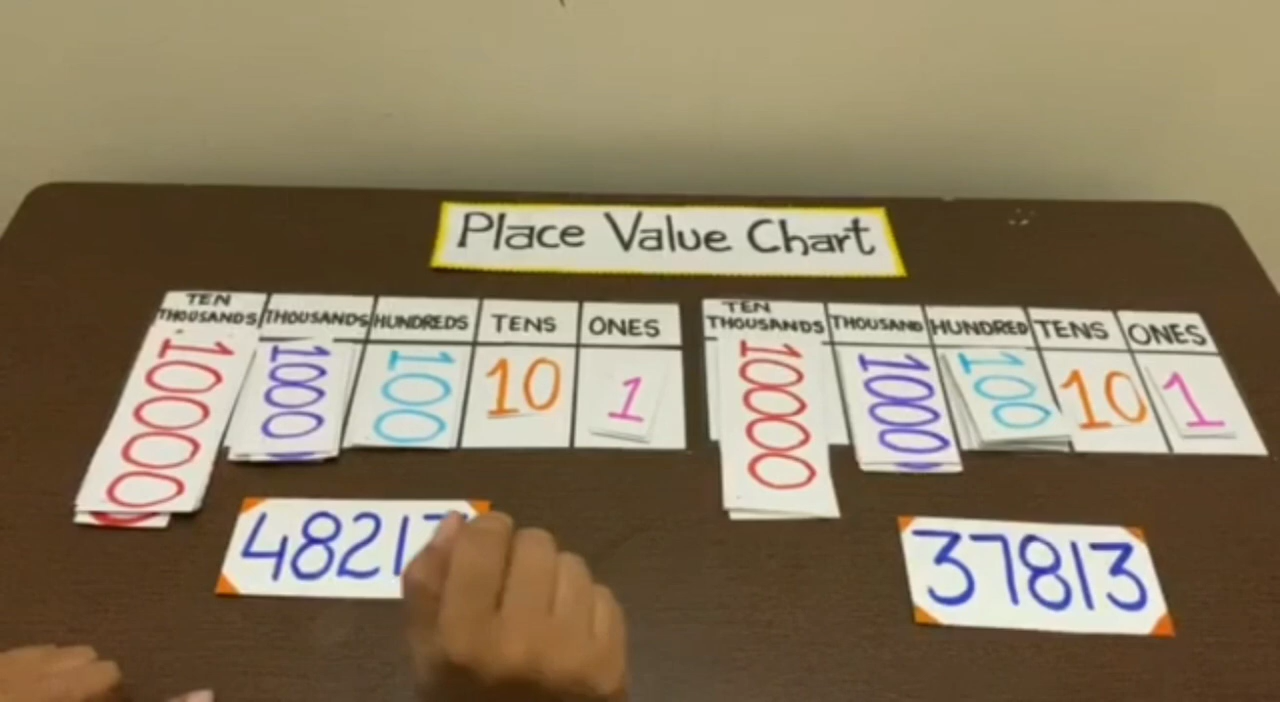 Place Value Chart
TEN THOUSANDS THOUSANDS HUNDREDS TENS ONES
10000 1000 100 10 1
TEN THOUSANDS THOUSAND HUNDRED TENS ONES
10000 1000 100 10 1
4821
37813